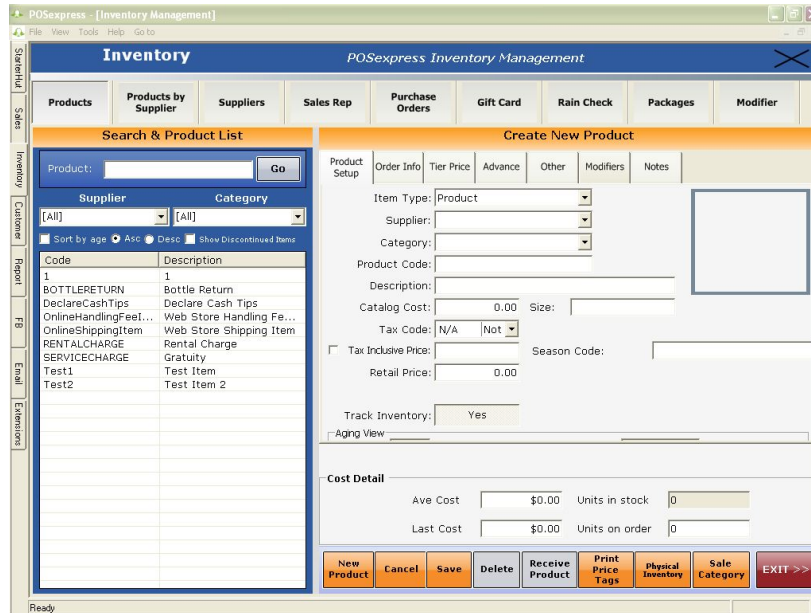 POSexpress - [Inventory Management]
File View Tools Help Go to
StarterHut
Sales
Inventory
Customer
Report
FB
Email
Extensions
Inventory
POSexpress Inventory Management
Products
Products by Supplier
Suppliers
Sales Rep
Purchase Orders
Gift Card
Rain Check
Packages
Modifier
Search & Product List
Product:
Go
Supplier Category
[All] [All]
Sort by age Asc Desc Show Discontinued Items
Code Description
1 1
BOTTLERETURN Bottle Return
DeclareCashTips Declare Cash Tips
OnlineHandlingFeeI... Web Store Handling Fe...
OnlineShippingItem Web Store Shipping Item
RENTALCHARGE Rental Charge
SERVICECHARGE Gratuity
Test1 Test Item
Test2 Test Item 2
Create New Product
Product Setup
Order Info
Tier Price
Advance
Other
Modifiers
Notes
Item Type: Product
Supplier:
Category:
Product Code:
Description:
Catalog Cost: 0.00 Size:
Tax Code: N/A Not
Tax Inclusive Price: Season Code:
Retail Price: 0.00
Track Inventory: Yes
Aging View
Cost Detail
Ave Cost $0.00 Units in stock 0
Last Cost $0.00 Units on order 0
New Product
Cancel
Save
Delete
Receive Product
Print Price Tags
Physical Inventory
Sale Category
EXIT >>
Ready